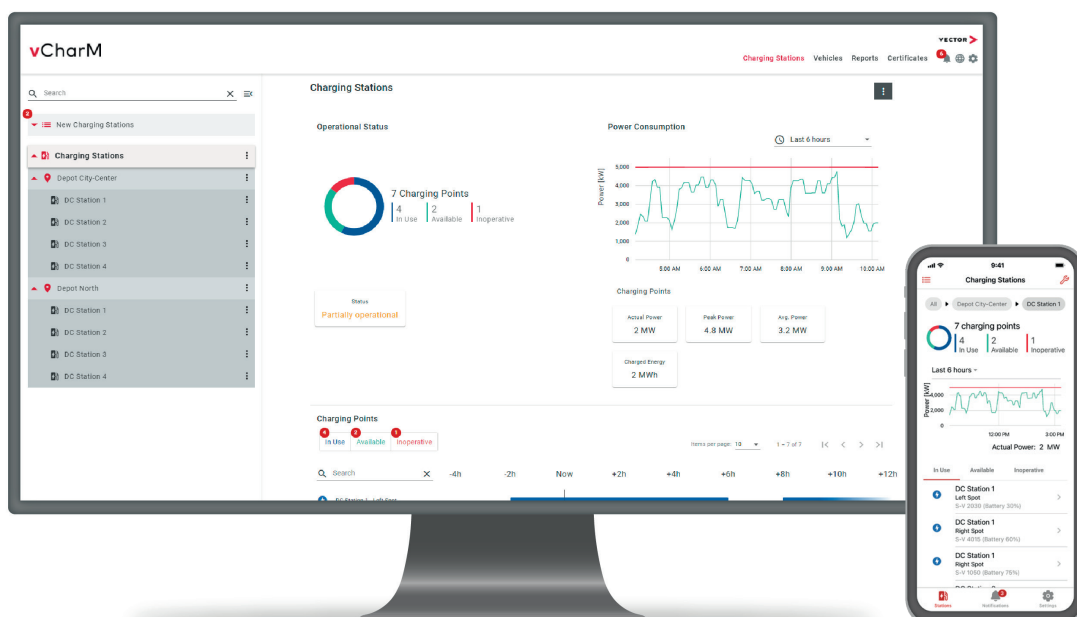 vCharM
VECTOR
Charging Stations Vehicles Reports Certificates 6
Search
2
New Charging Stations
Charging Stations
Depot City-Center
DC Station 1
DC Station 2
DC Station 3
DC Station 4
Depot North
DC Station 1
DC Station 2
DC Station 3
DC Station 4
Charging Stations
Operational Status
7 Charging Points
4 2 1
In Use Available Inoperative
Status
Partially operational
Power Consumption
Last 6 hours
Power [kW]
5,000
4,000
3,000
2,000
1,000
0
5:00 AM 6:00 AM 7:00 AM 8:00 AM 9:00 AM 10:00 AM
Charging Points
Actual Power Peak Power Avg. Power
2 MW 4.8 MW 3.2 MW
Charged Energy
2 MWh
Charging Points
4 2 1
In Use Available Inoperative
Items per page: 10 1 – 7 of 7
Search -4h -2h Now +2h +4h +6h +8h +10h +12h
DC Station 1
9:41
Charging Stations
All Depot City-Center DC Station 1
7 charging points
4 2 1
In Use Available Inoperative
Last 6 hours
Power [kW]
4,000
2,000
0
12:00 PM 3:00 PM
Actual Power: 2 MW
In Use Available Inoperative
DC Station 1
Left Spot
S-V 2030 (Battery 30%)
DC Station 1
Right Spot
S-V 4015 (Battery 60%)
DC Station 1
Right Spot
S-V 1050 (Battery 75%)
3
Stations Notifications Settings